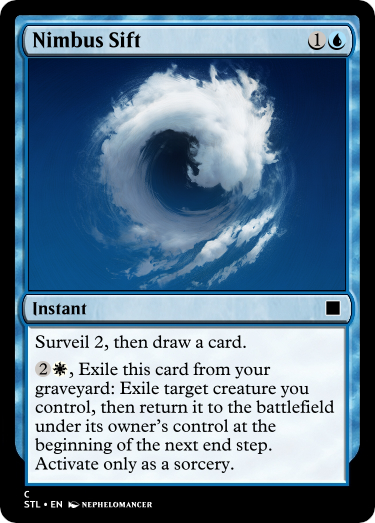 Nimbus Sift 1
Instant
Surveil 2, then draw a card.
2, Exile this card from your
graveyard: Exile target creature you
control, then return it to the battlefield
under its owner's control at the
beginning of the next end step.
Activate only as a sorcery.
C
STL • EN NEPHELOMANCER